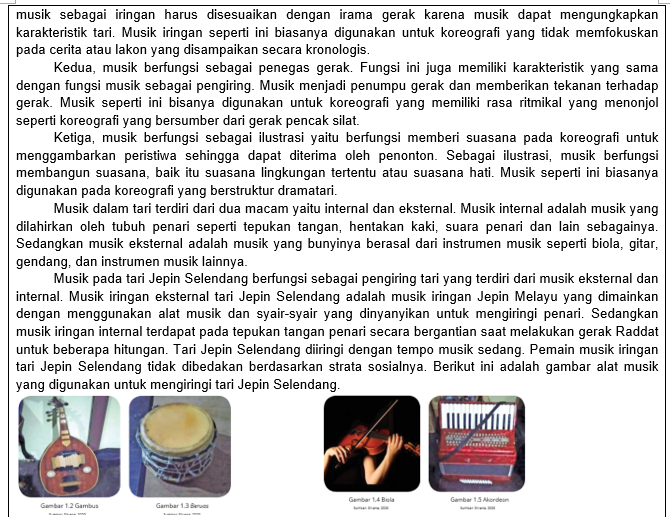 musik sebagai iringan harus disesuaikan dengan irama gerak karena musik dapat mengungkapkan
karakteristik tari. Musik iringan seperti ini biasanya digunakan untuk koreografi yang tidak memfokuskan
pada cerita atau lakon yang disampaikan secara kronologis.
Kedua, musik berfungsi sebagai penegas gerak. Fungsi ini juga memiliki karakteristik yang sama
dengan fungsi musik sebagai pengiring. Musik menjadi penumpu gerak dan memberikan tekanan terhadap
gerak. Musik seperti ini bisanya digunakan untuk koreografi yang memiliki rasa ritmikal yang menonjol
seperti koreografi yang bersumber dari gerak pencak silat.
Ketiga, musik berfungsi sebagai ilustrasi yaitu berfungsi memberi suasana pada koreografi untuk
menggambarkan peristiwa sehingga dapat diterima oleh penonton. Sebagai ilustrasi, musik berfungsi
membangun suasana, baik itu suasana lingkungan tertentu atau suasana hati. Musik seperti ini biasanya
digunakan pada koreografi yang berstruktur dramatari.
Musik dalam tari terdiri dari dua macam yaitu internal dan eksternal. Musik internal adalah musik yang
dilahirkan oleh tubuh penari seperti tepukan tangan, hentakan kaki, suara penari dan lain sebagainya.
Sedangkan musik eksternal adalah musik yang bunyinya berasal dari instrumen musik seperti biola, gitar,
gendang, dan instrumen musik lainnya.
Musik pada tari Jepin Selendang berfungsi sebagai pengiring tari yang terdiri dari musik eksternal dan
internal. Musik iringan eksternal tari Jepin Selendang adalah musik iringan Jepin Melayu yang dimainkan
dengan menggunakan alat musik dan syair-syair yang dinyanyikan untuk mengiringi penari. Sedangkan
musik iringan internal terdapat pada tepukan tangan penari secara bergantian saat melakukan gerak Raddat
untuk beberapa hitungan. Tari Jepin Selendang diiringi dengan tempo musik sedang. Pemain musik iringan
tari Jepin Selendang tidak dibedakan berdasarkan strata sosialnya. Berikut ini adalah gambar alat musik
yang digunakan untuk mengiringi tari Jepin Selendang.
Gambar 1.2 Gambus
Gambar 1.3 Beruas
Gambar 1.4 Biola
Gambar 1.5 Akordeon